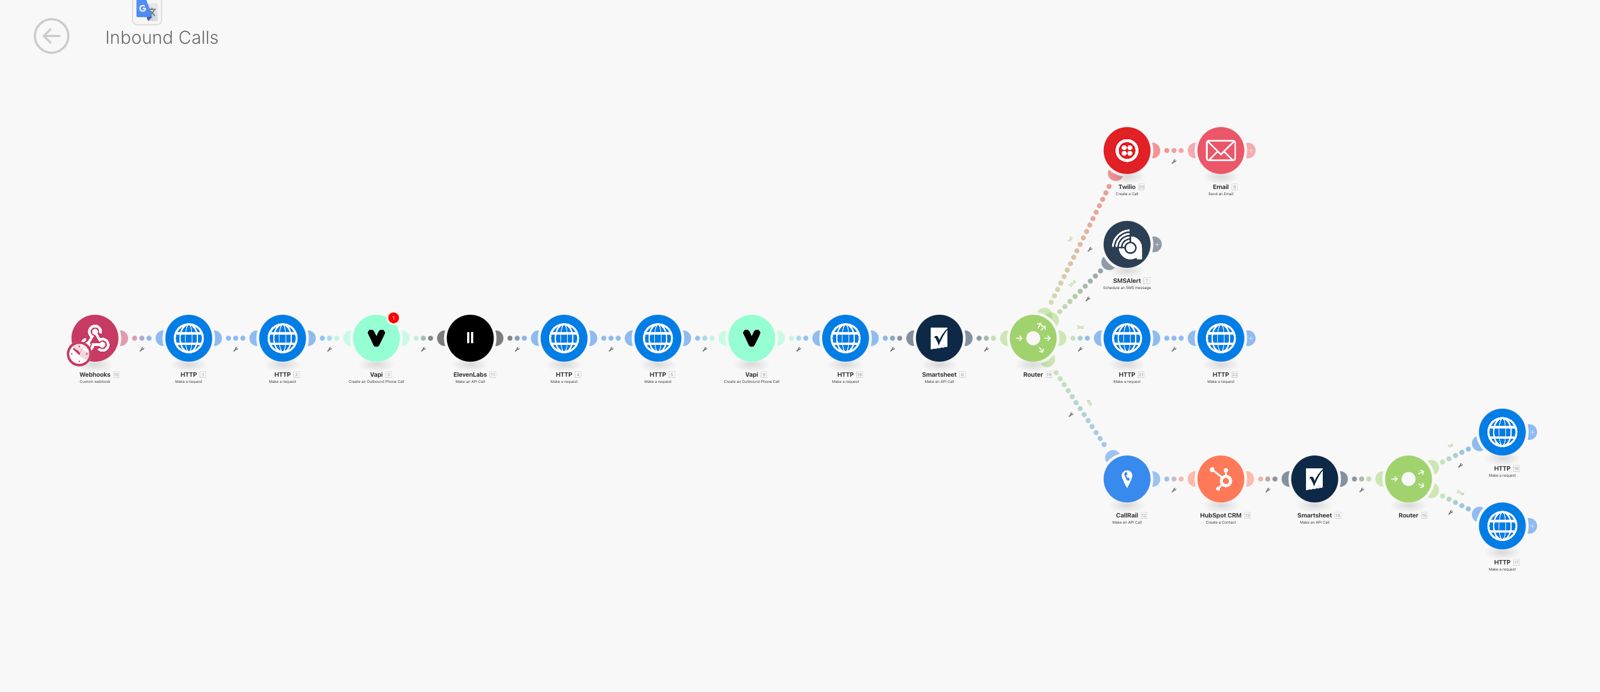 Inbound Calls
Twilio
Create a Call
Email
Send an Email
SMSAlert
Schedule an SMS message
Webhooks
Custom webhook
HTTP
Make a request
HTTP
Make a request
Vapi
Create an Outbound Phone Call
ElevenLabs
Make an API Call
HTTP
Make a request
HTTP
Make a request
Vapi
Create an Outbound Phone Call
HTTP
Make a request
Smartsheet
Make an API Call
Router
HTTP
Make a request
HTTP
Make a request
HTTP
Make a request
CallRail
Make an API Call
HubSpot CRM
Create a Contact
Smartsheet
Make an API Call
Router
HTTP
Make a request